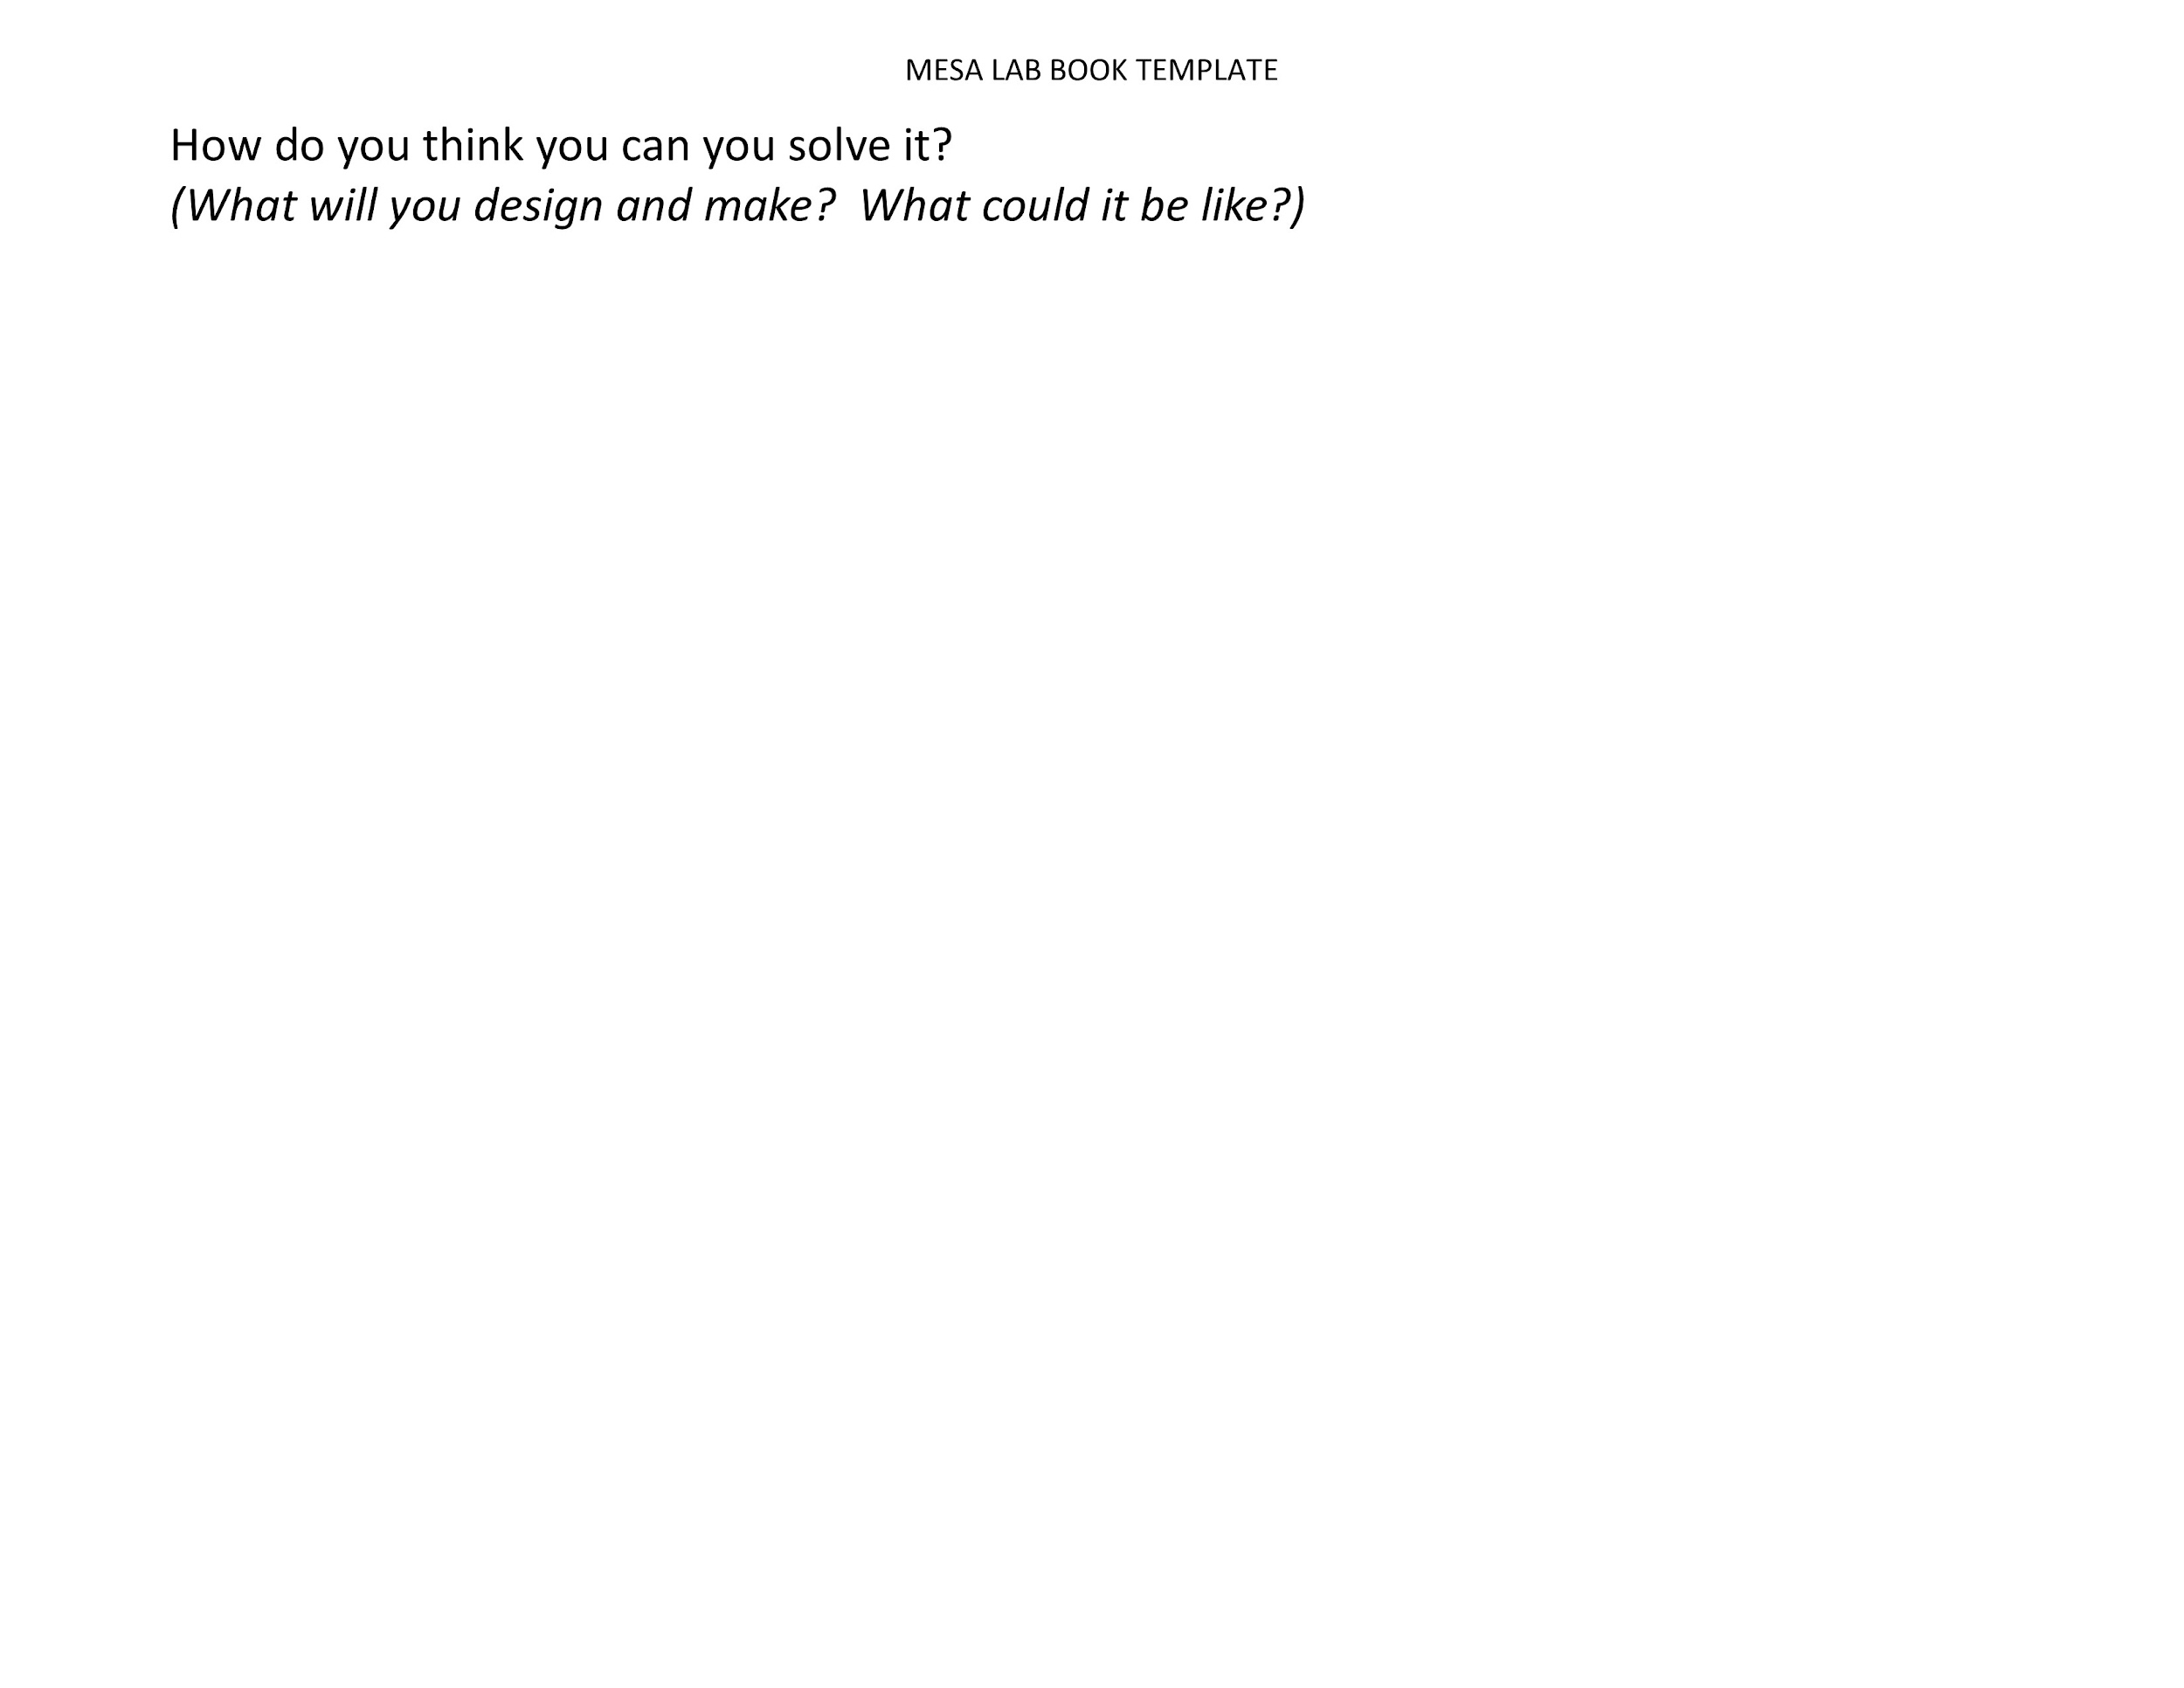 MESA LAB BOOK TEMPLATE
How do you think you can you solve it?
(What will you design and make?  What could it be like?)